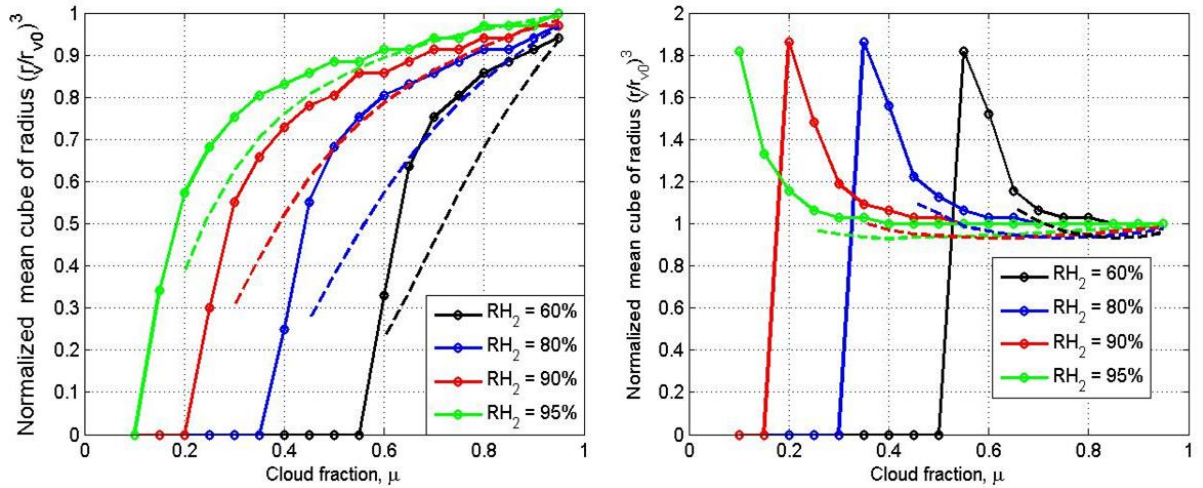 Normalized mean cube of radius (r_v/r_v0)^3
1
0.9
0.8
0.7
0.6
0.5
0.4
0.3
0.2
0.1
0
0
0.2
0.4
0.6
0.8
1
Cloud fraction, μ
RH_2 = 60%
RH_2 = 80%
RH_2 = 90%
RH_2 = 95%
Normalized mean cube of radius (r_v/r_v0)^3
2
1.8
1.6
1.4
1.2
1
0.8
0.6
0.4
0.2
0
0
0.2
0.4
0.6
0.8
1
Cloud fraction, μ
RH_2 = 60%
RH_2 = 80%
RH_2 = 90%
RH_2 = 95%